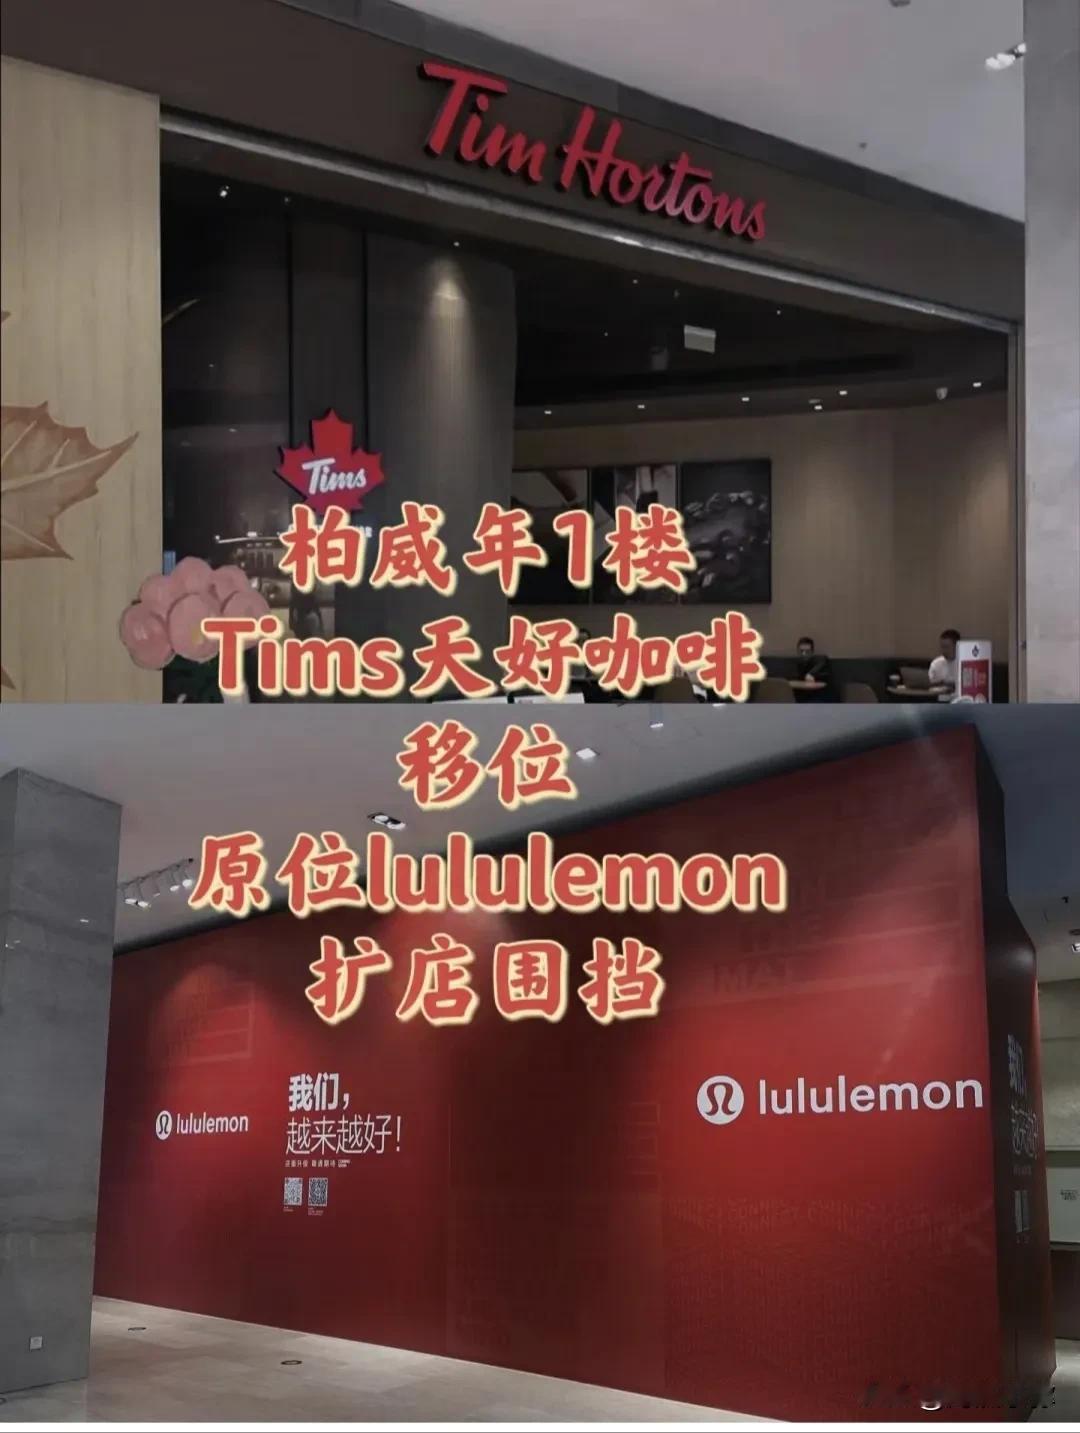 Tim Hortons
Tims
柏威年1楼
Tims天好咖啡
移位
原位lululemon
扩店围挡
lululemon
我们，
越来越好！
lululemon